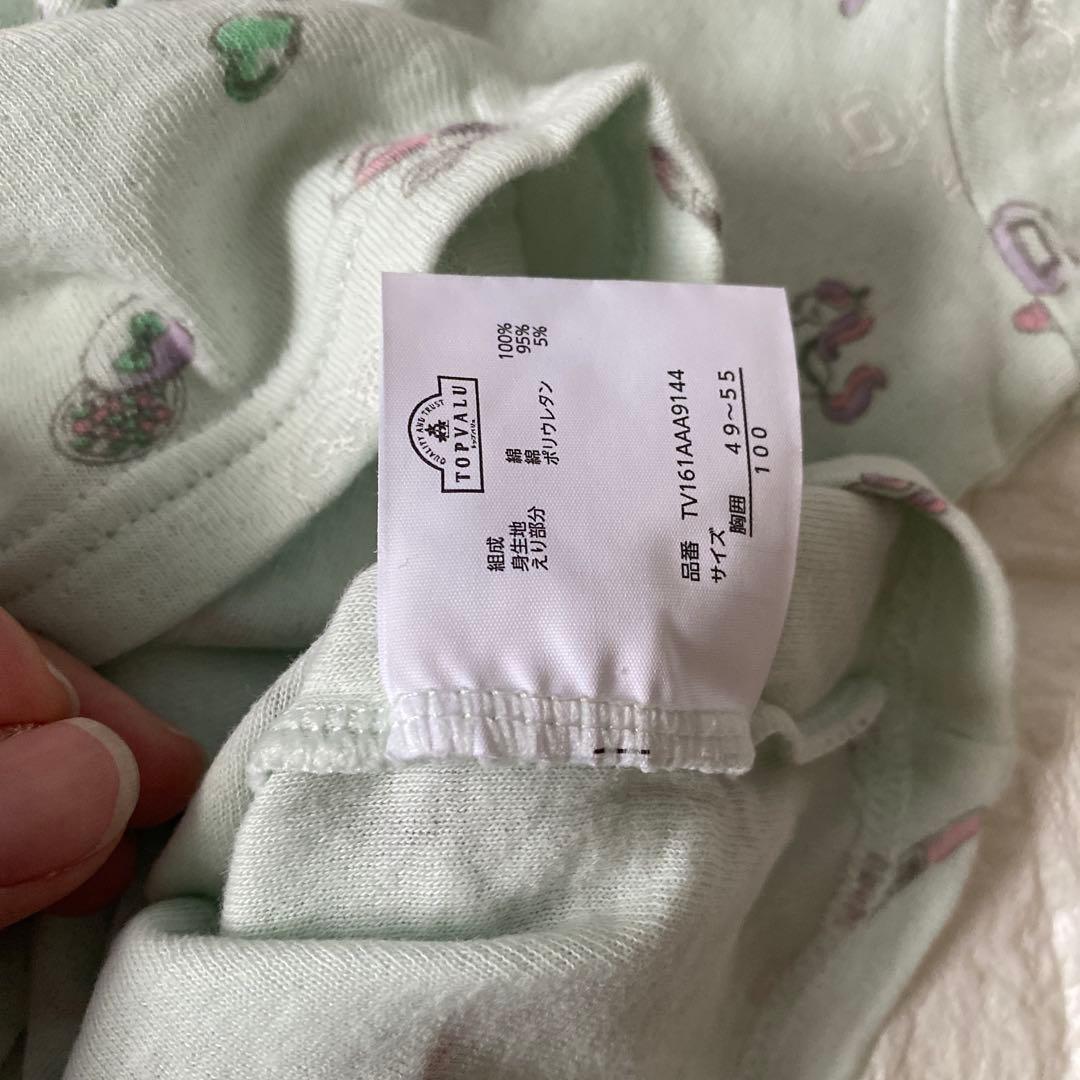 QUALITY AND TRUST
TOPVALU
トップバリュ
組成
身生地 綿 100%
えり部分 綿 95%
ポリウレタン 5%
品番 TV161AAA9144
サイズ
胸囲 49〜55
100